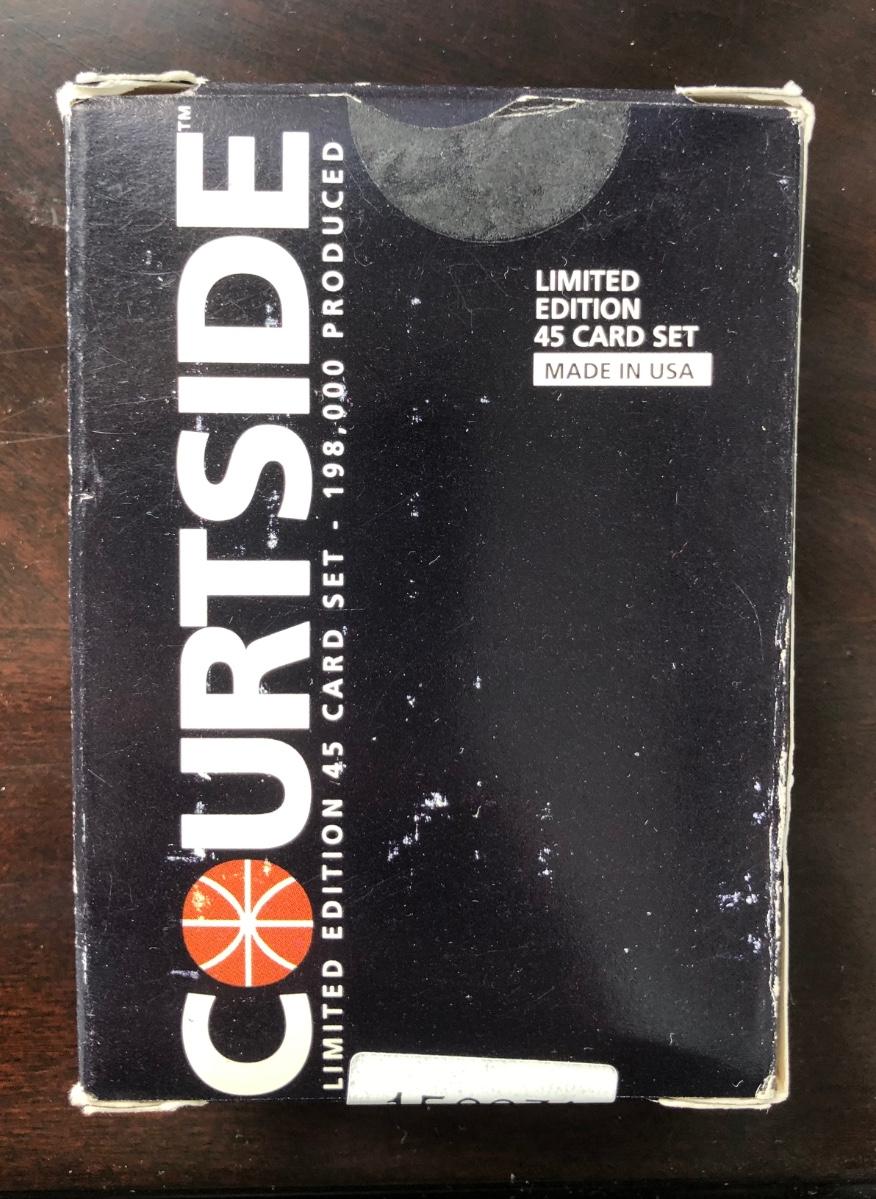 COURTSIDE™
LIMITED EDITION 45 CARD SET - 198,000 PRODUCED
LIMITED
EDITION
45 CARD SET
MADE IN USA